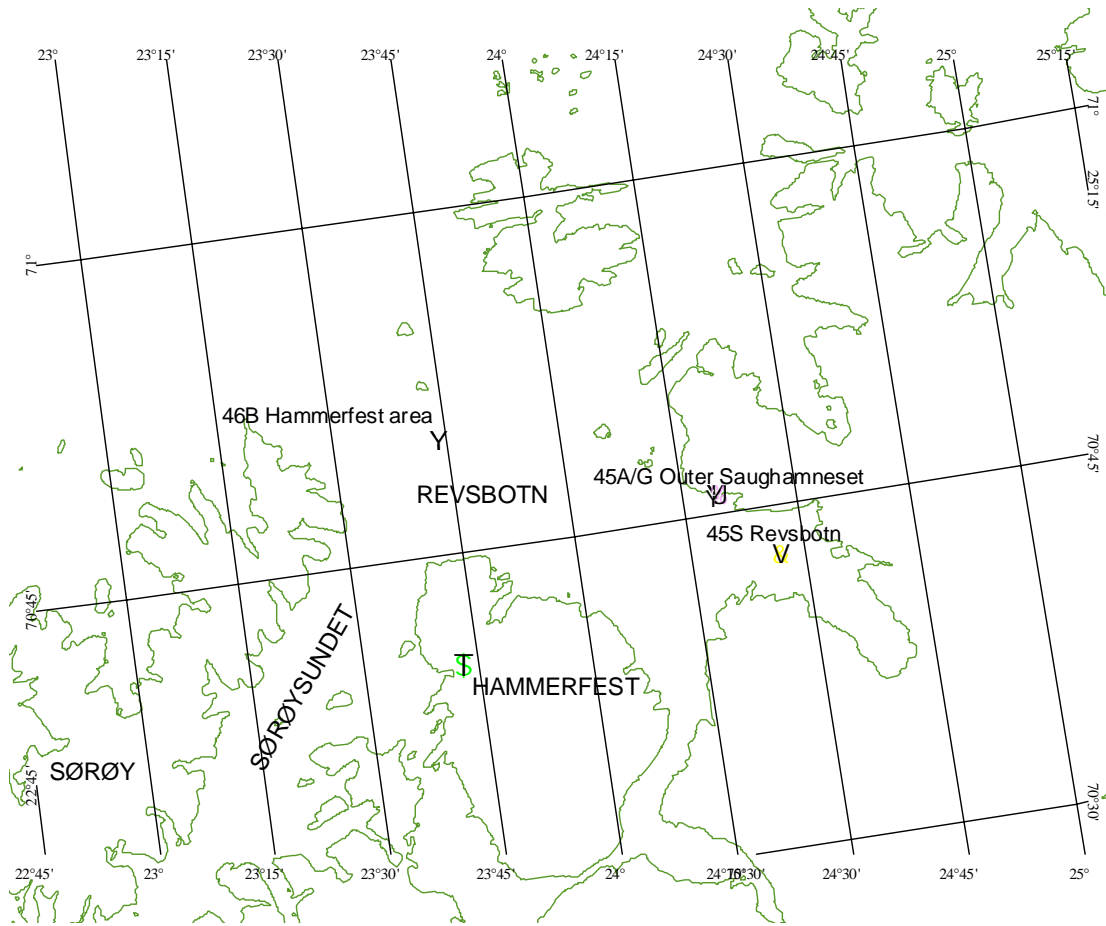 23° 23°15' 23°30' 23°45' 24° 24°15' 24°30' 24°45' 25° 25°15'
71°
25°15'
71°
46B Hammerfest area
Y
70°45'
45A/G Outer Saughamneset
REVSBOTN
45S Revsbotn
V
70°45'
SØRØYSUNDET
S
HAMMERFEST
SØRØY
22°45'
70°30'
22°45' 23° 23°15' 23°30' 23°45' 24° 24°30' 24°45' 25°